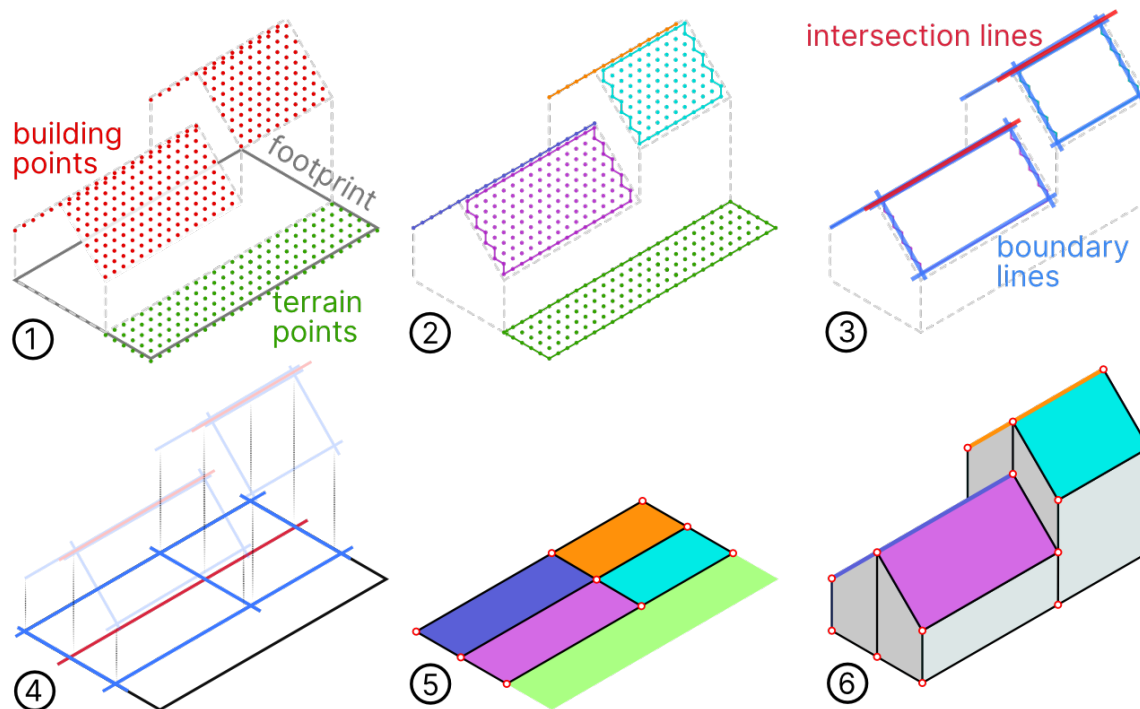 building
points
footprint
terrain
points
1
2
intersection lines
boundary
lines
3
4
5
6